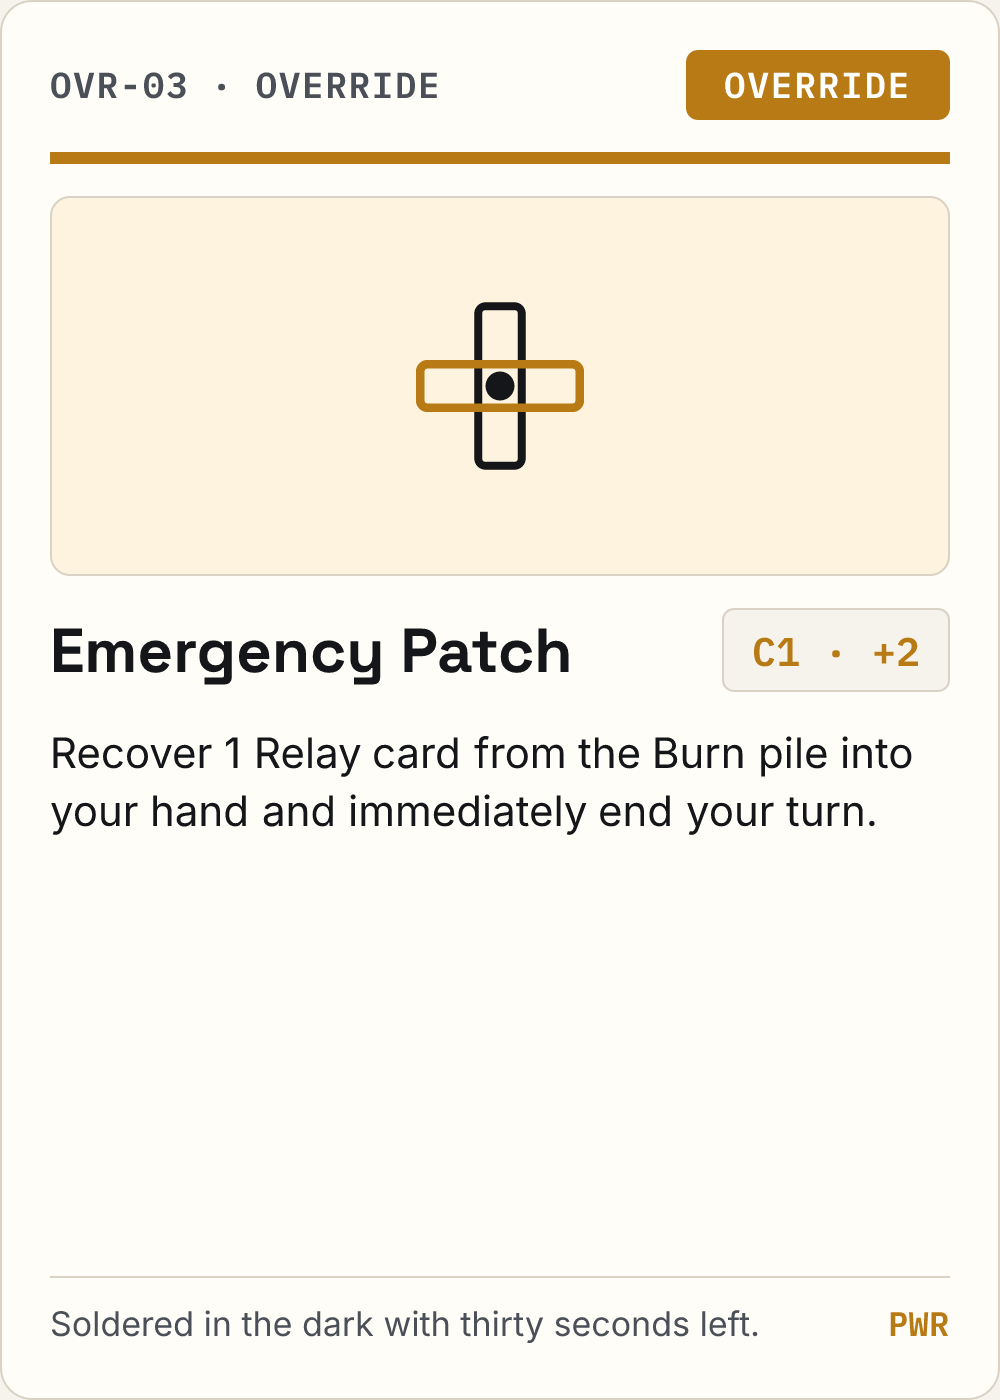 OVR-03 · OVERRIDE
OVERRIDE
Emergency Patch
C1 · +2
Recover 1 Relay card from the Burn pile into
your hand and immediately end your turn.
Soldered in the dark with thirty seconds left.
PWR